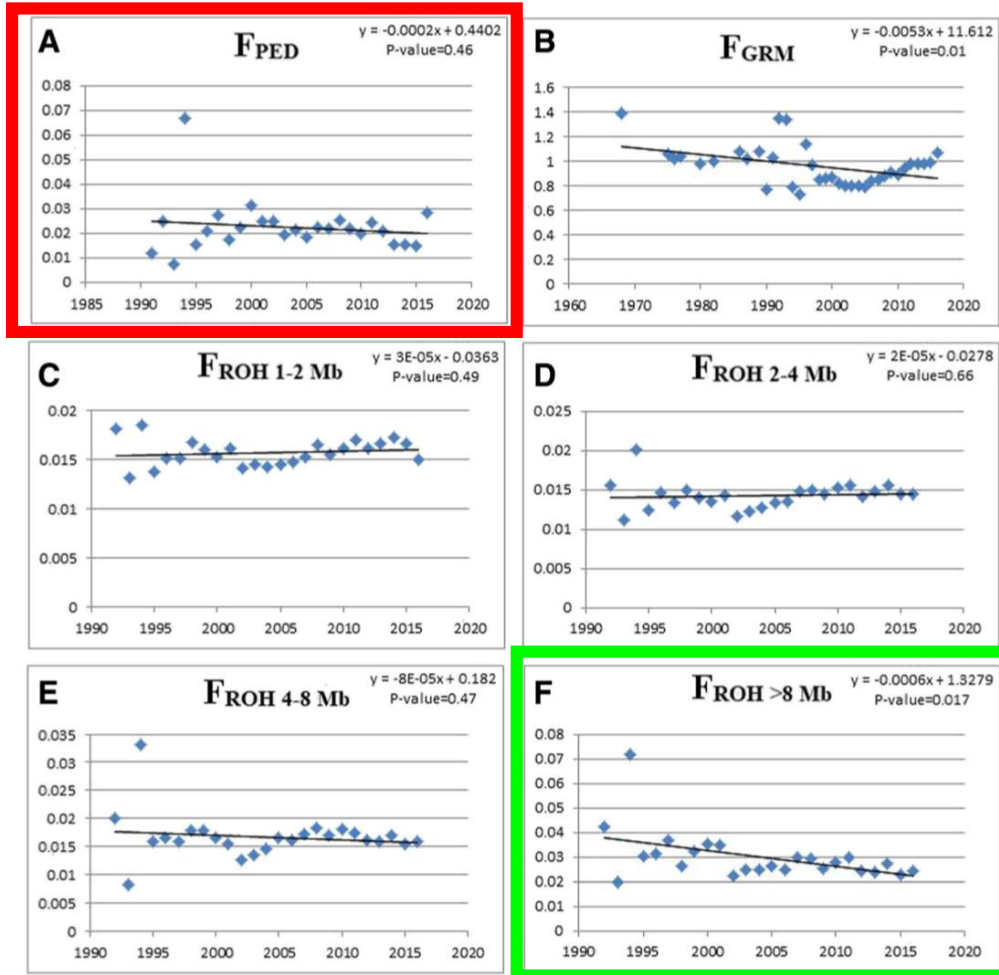 A
F_PED
y = -0.0002x + 0.4402
P-value=0.46
0.08
0.07
0.06
0.05
0.04
0.03
0.02
0.01
0
1985 1990 1995 2000 2005 2010 2015 2020
B
F_GRM
y = -0.0053x + 11.612
P-value=0.01
1.6
1.4
1.2
1
0.8
0.6
0.4
0.2
0
1960 1970 1980 1990 2000 2010 2020
C
F_ROH 1-2 Mb
y = 3E-05x - 0.0363
P-value=0.49
0.02
0.015
0.01
0.005
0
1990 1995 2000 2005 2010 2015 2020
D
F_ROH 2-4 Mb
y = 2E-05x - 0.0278
P-value=0.66
0.025
0.02
0.015
0.01
0.005
0
1990 1995 2000 2005 2010 2015 2020
E
F_ROH 4-8 Mb
y = -8E-05x + 0.182
P-value=0.47
0.035
0.03
0.025
0.02
0.015
0.01
0.005
0
1990 1995 2000 2005 2010 2015 2020
F
F_ROH >8 Mb
y = -0.0006x + 1.3279
P-value=0.017
0.08
0.07
0.06
0.05
0.04
0.03
0.02
0.01
0
1990 1995 2000 2005 2010 2015 2020